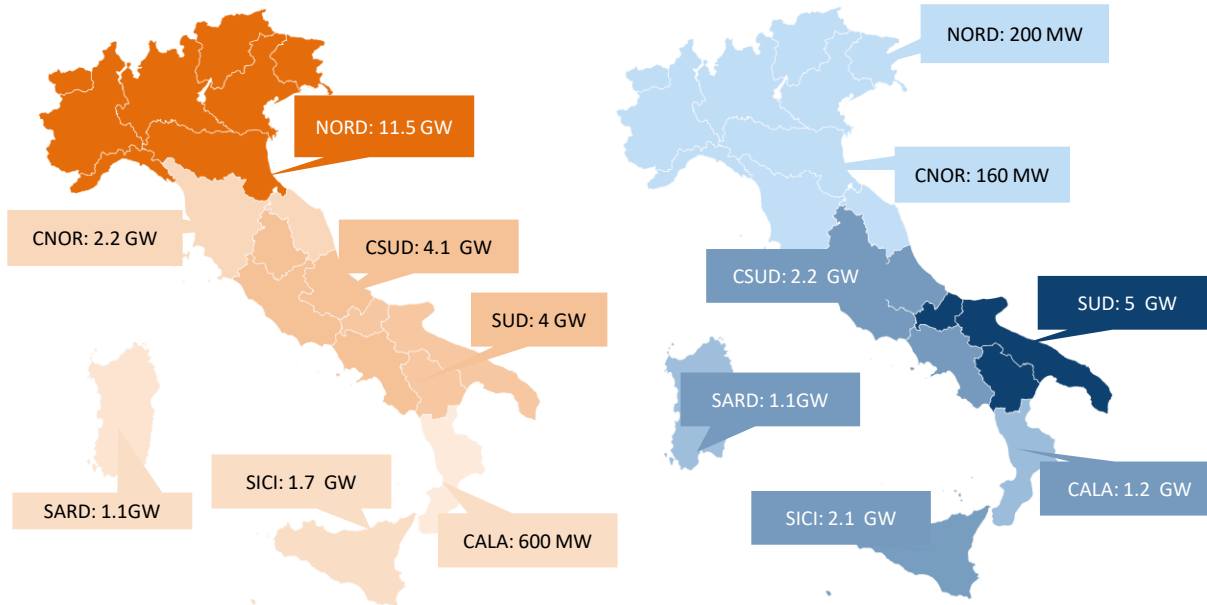 NORD: 11.5 GW
CNOR: 2.2 GW
CSUD: 4.1 GW
SUD: 4 GW
SICI: 1.7 GW
SARD: 1.1GW
CALA: 600 MW
NORD: 200 MW
CNOR: 160 MW
CSUD: 2.2 GW
SUD: 5 GW
SARD: 1.1GW
CALA: 1.2 GW
SICI: 2.1 GW